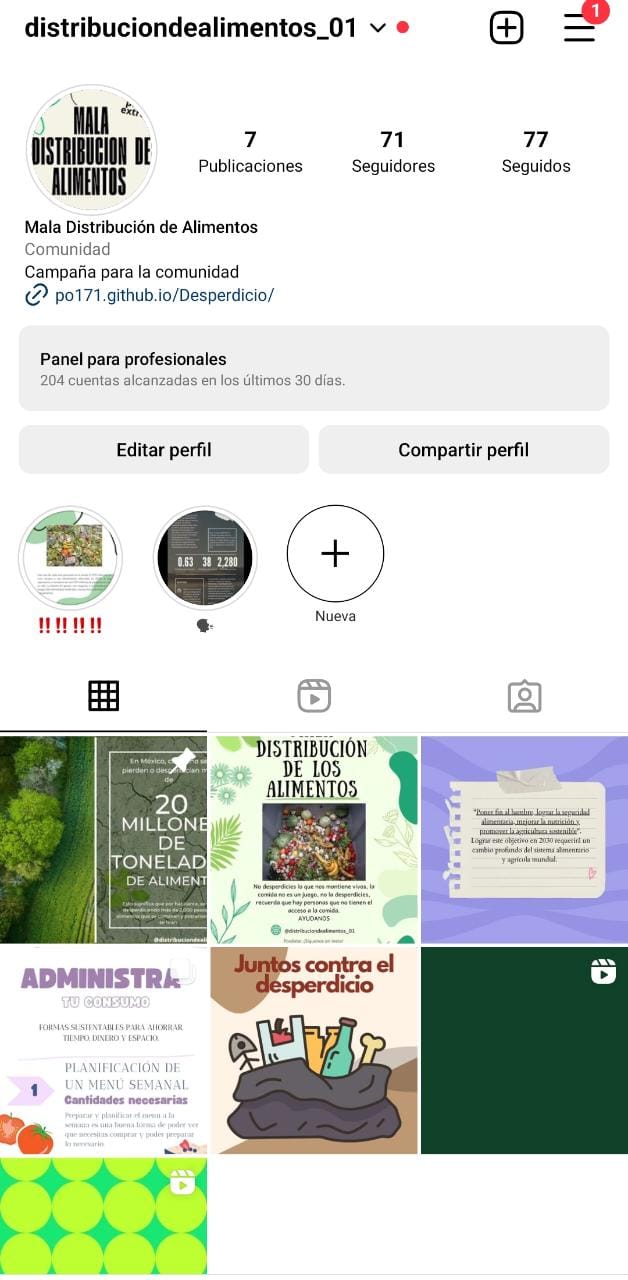 distribuciondealimentos_01
1
extr
MALA
DISTRIBUCION DE
ALIMENTOS
7
Publicaciones
71
Seguidores
77
Seguidos
Mala Distribución de Alimentos
Comunidad
Campaña para la comunidad
po171.github.io/Desperdicio/
Panel para profesionales
204 cuentas alcanzadas en los últimos 30 días.
Editar perfil
Compartir perfil
0.63 38 2,280
‼‼‼‼
Nueva
En México, se
pierden o desperdician m
de
20
MILLONE
DE
TONELAD
DE ALIMENT
@distribuciondeali
DISTRIBUCIÓN
DE LOS
ALIMENTOS
No desperdicies lo que nos mantiene vivos, la
comida no es un juego, no la desperdicies,
recuerda que hay personas que no tienen el
acceso a la comida.
AYUDANOS
@distribuciondealimentos_01
"Poner fin al hambre, lograr la seguridad
alimentaria, mejorar la nutrición y
promover la agricultura sostenible".
Lograr este objetivo en 2030 requerirá un
cambio profundo del sistema alimentario
y agrícola mundial.
ADMINISTRA
TU CONSUMO
FORMAS SUSTENTABLES PARA AHORRAR
TIEMPO, DINERO Y ESPACIO.
1
PLANIFICACIÓN DE
UN MENÚ SEMANAL
Cantidades necesarias
Preparar y planificar el menu a la
semana es una buena forma de poder ver
que necesitas comprar y poder preparar
lo necesario.
Juntos contra el
desperdicio